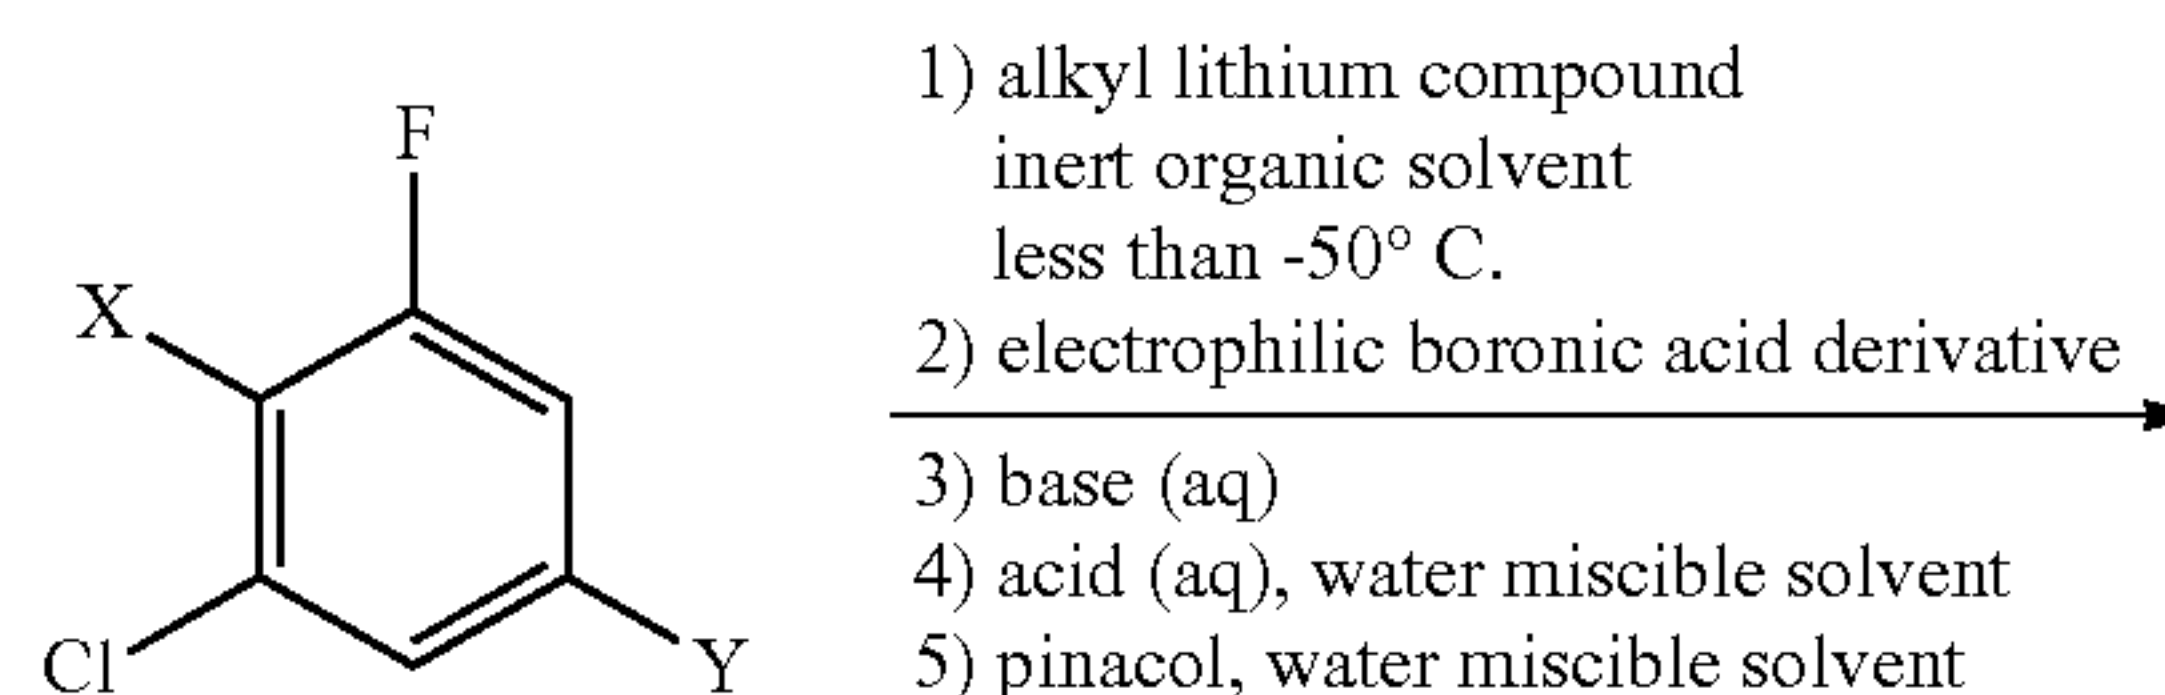 F
X
Cl
Y
1) alkyl lithium compound
inert organic solvent
less than -50° C.
2) electrophilic boronic acid derivative
3) base (aq)
4) acid (aq), water miscible solvent
5) pinacol, water miscible solvent